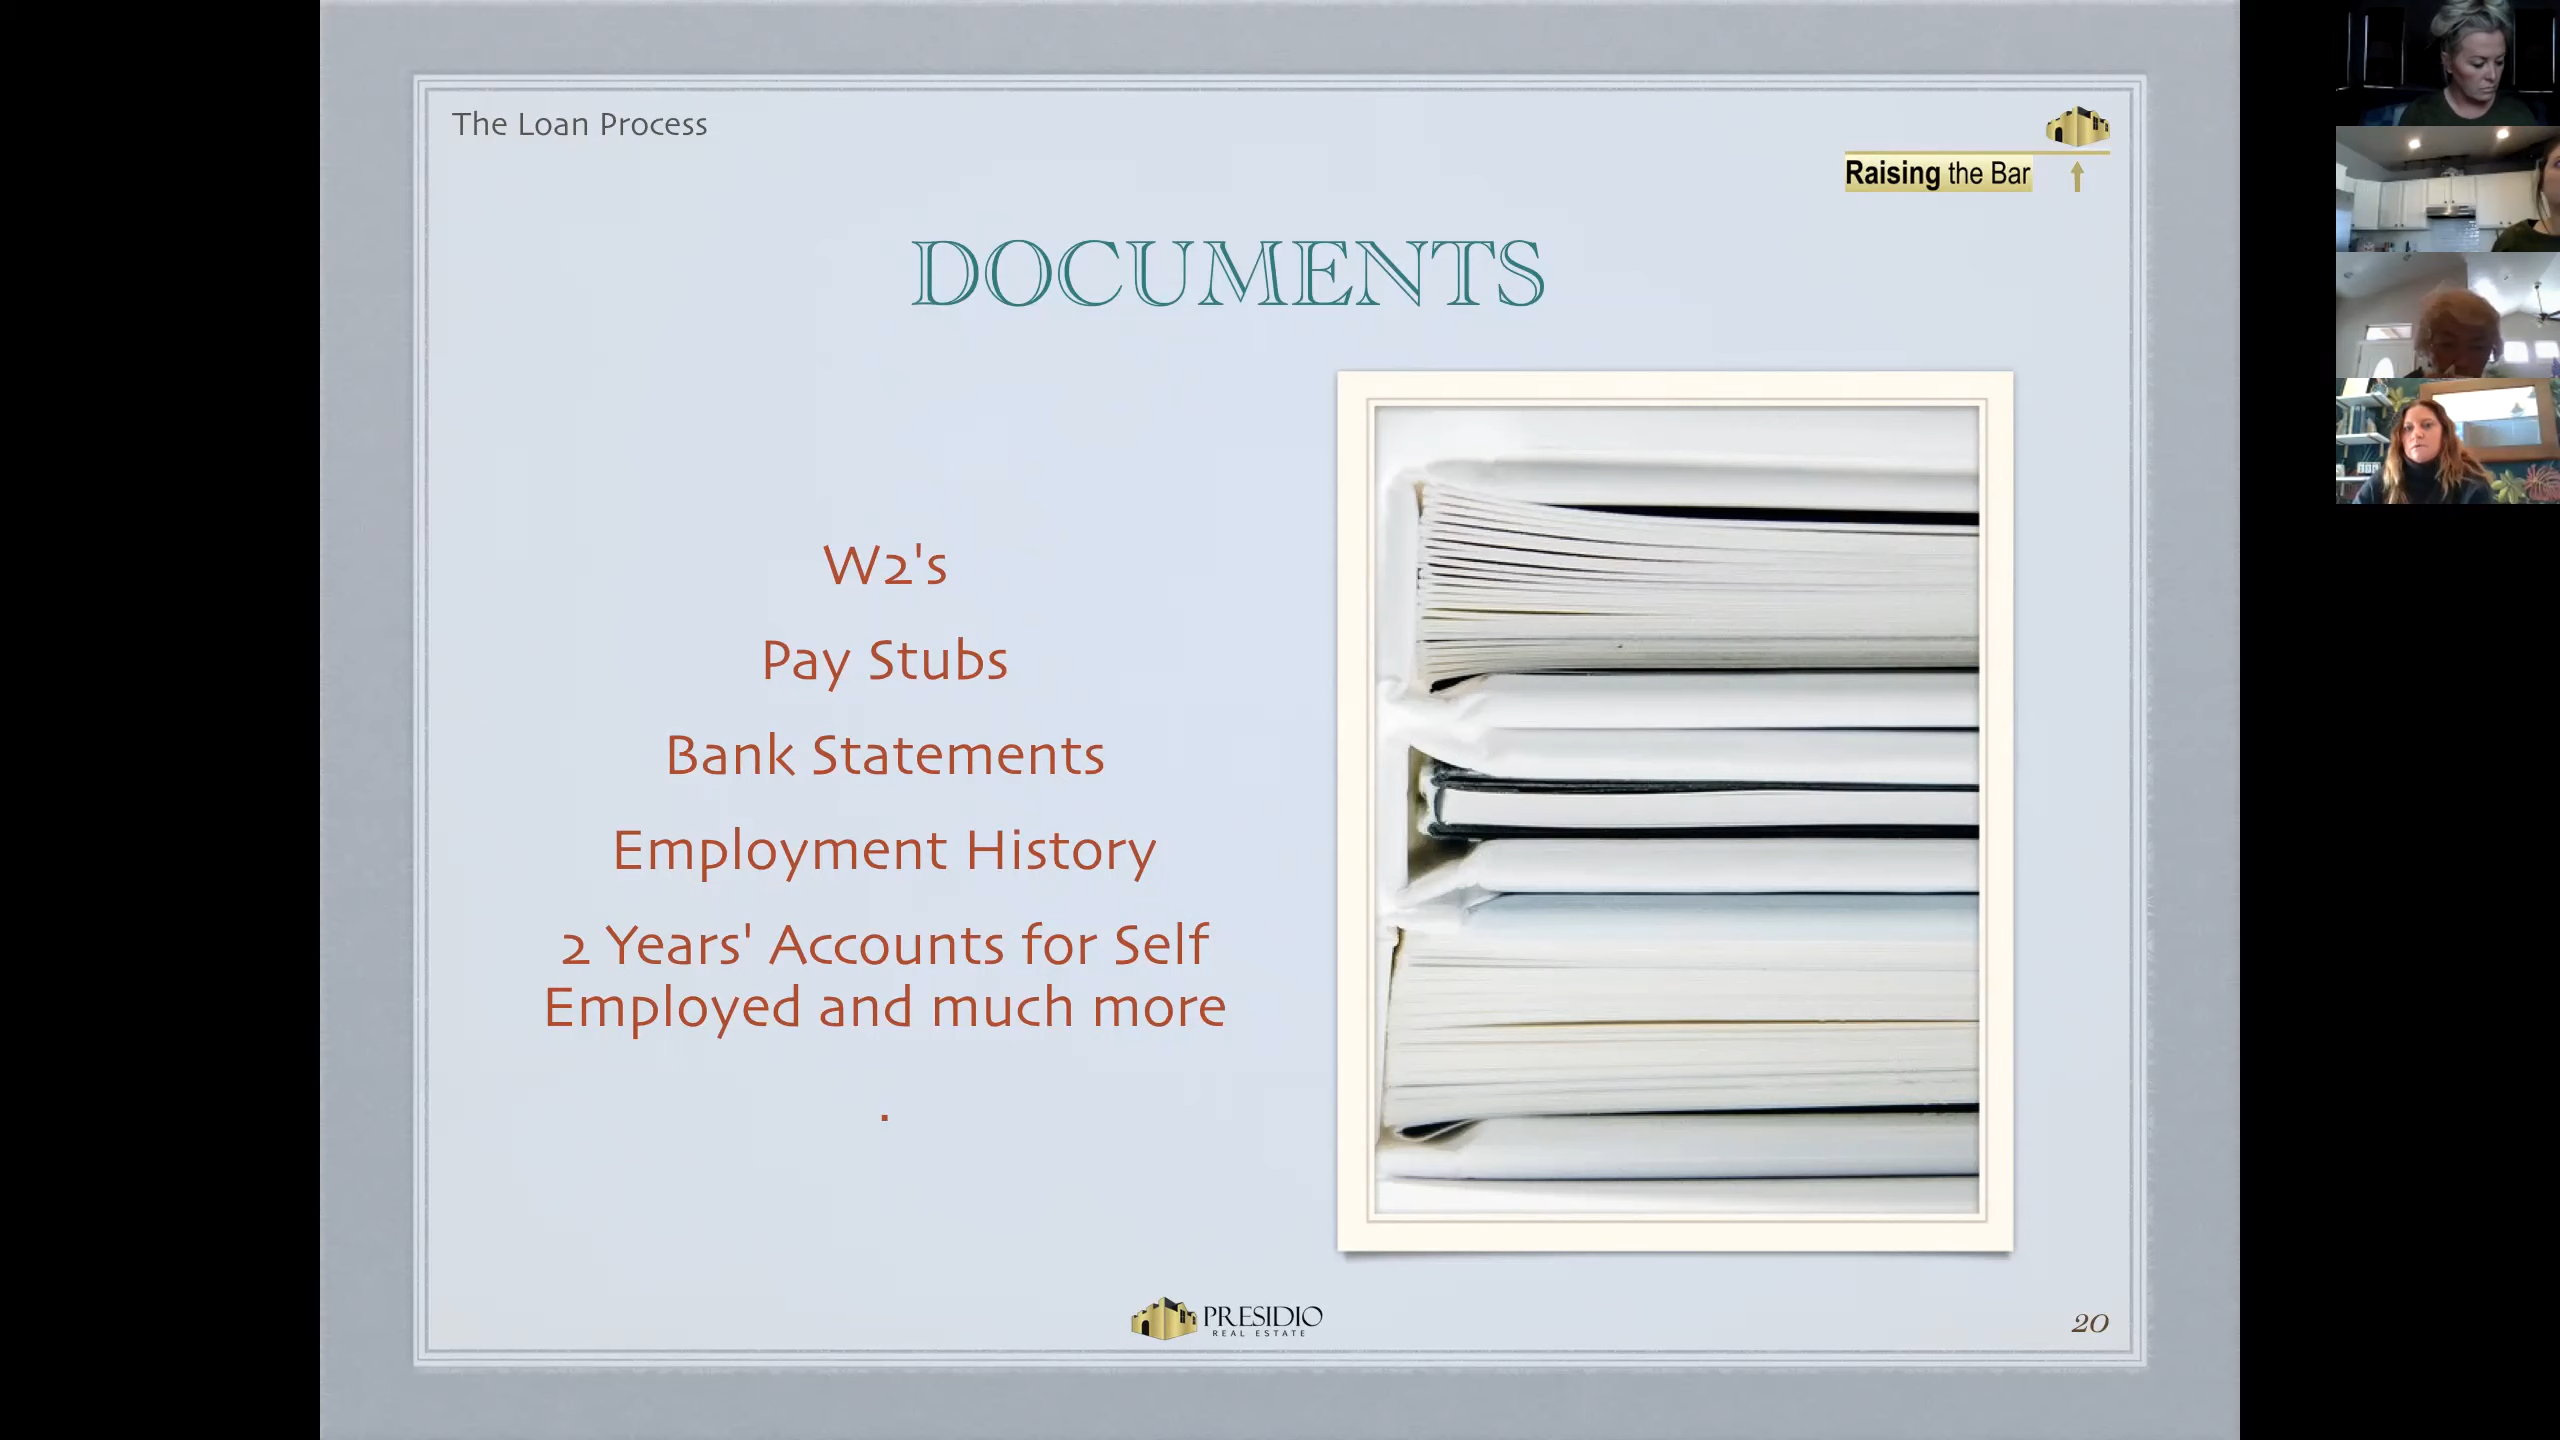 The Loan Process
Raising the Bar
DOCUMENTS
W2's
Pay Stubs
Bank Statements
Employment History
2 Years' Accounts for Self
Employed and much more
.
PRESIDIO
REAL ESTATE
20